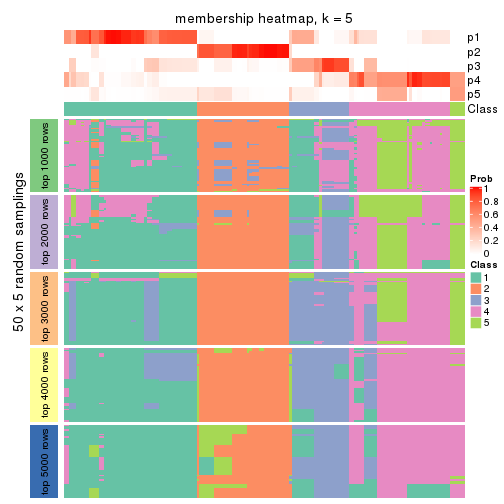 membership heatmap, k = 5
p1
p2
p3
p4
p5
Class
50 x 5 random samplings
top 1000 rows
top 2000 rows
top 3000 rows
top 4000 rows
top 5000 rows
Prob
1
0.8
0.6
0.4
0.2
0
Class
1
2
3
4
5